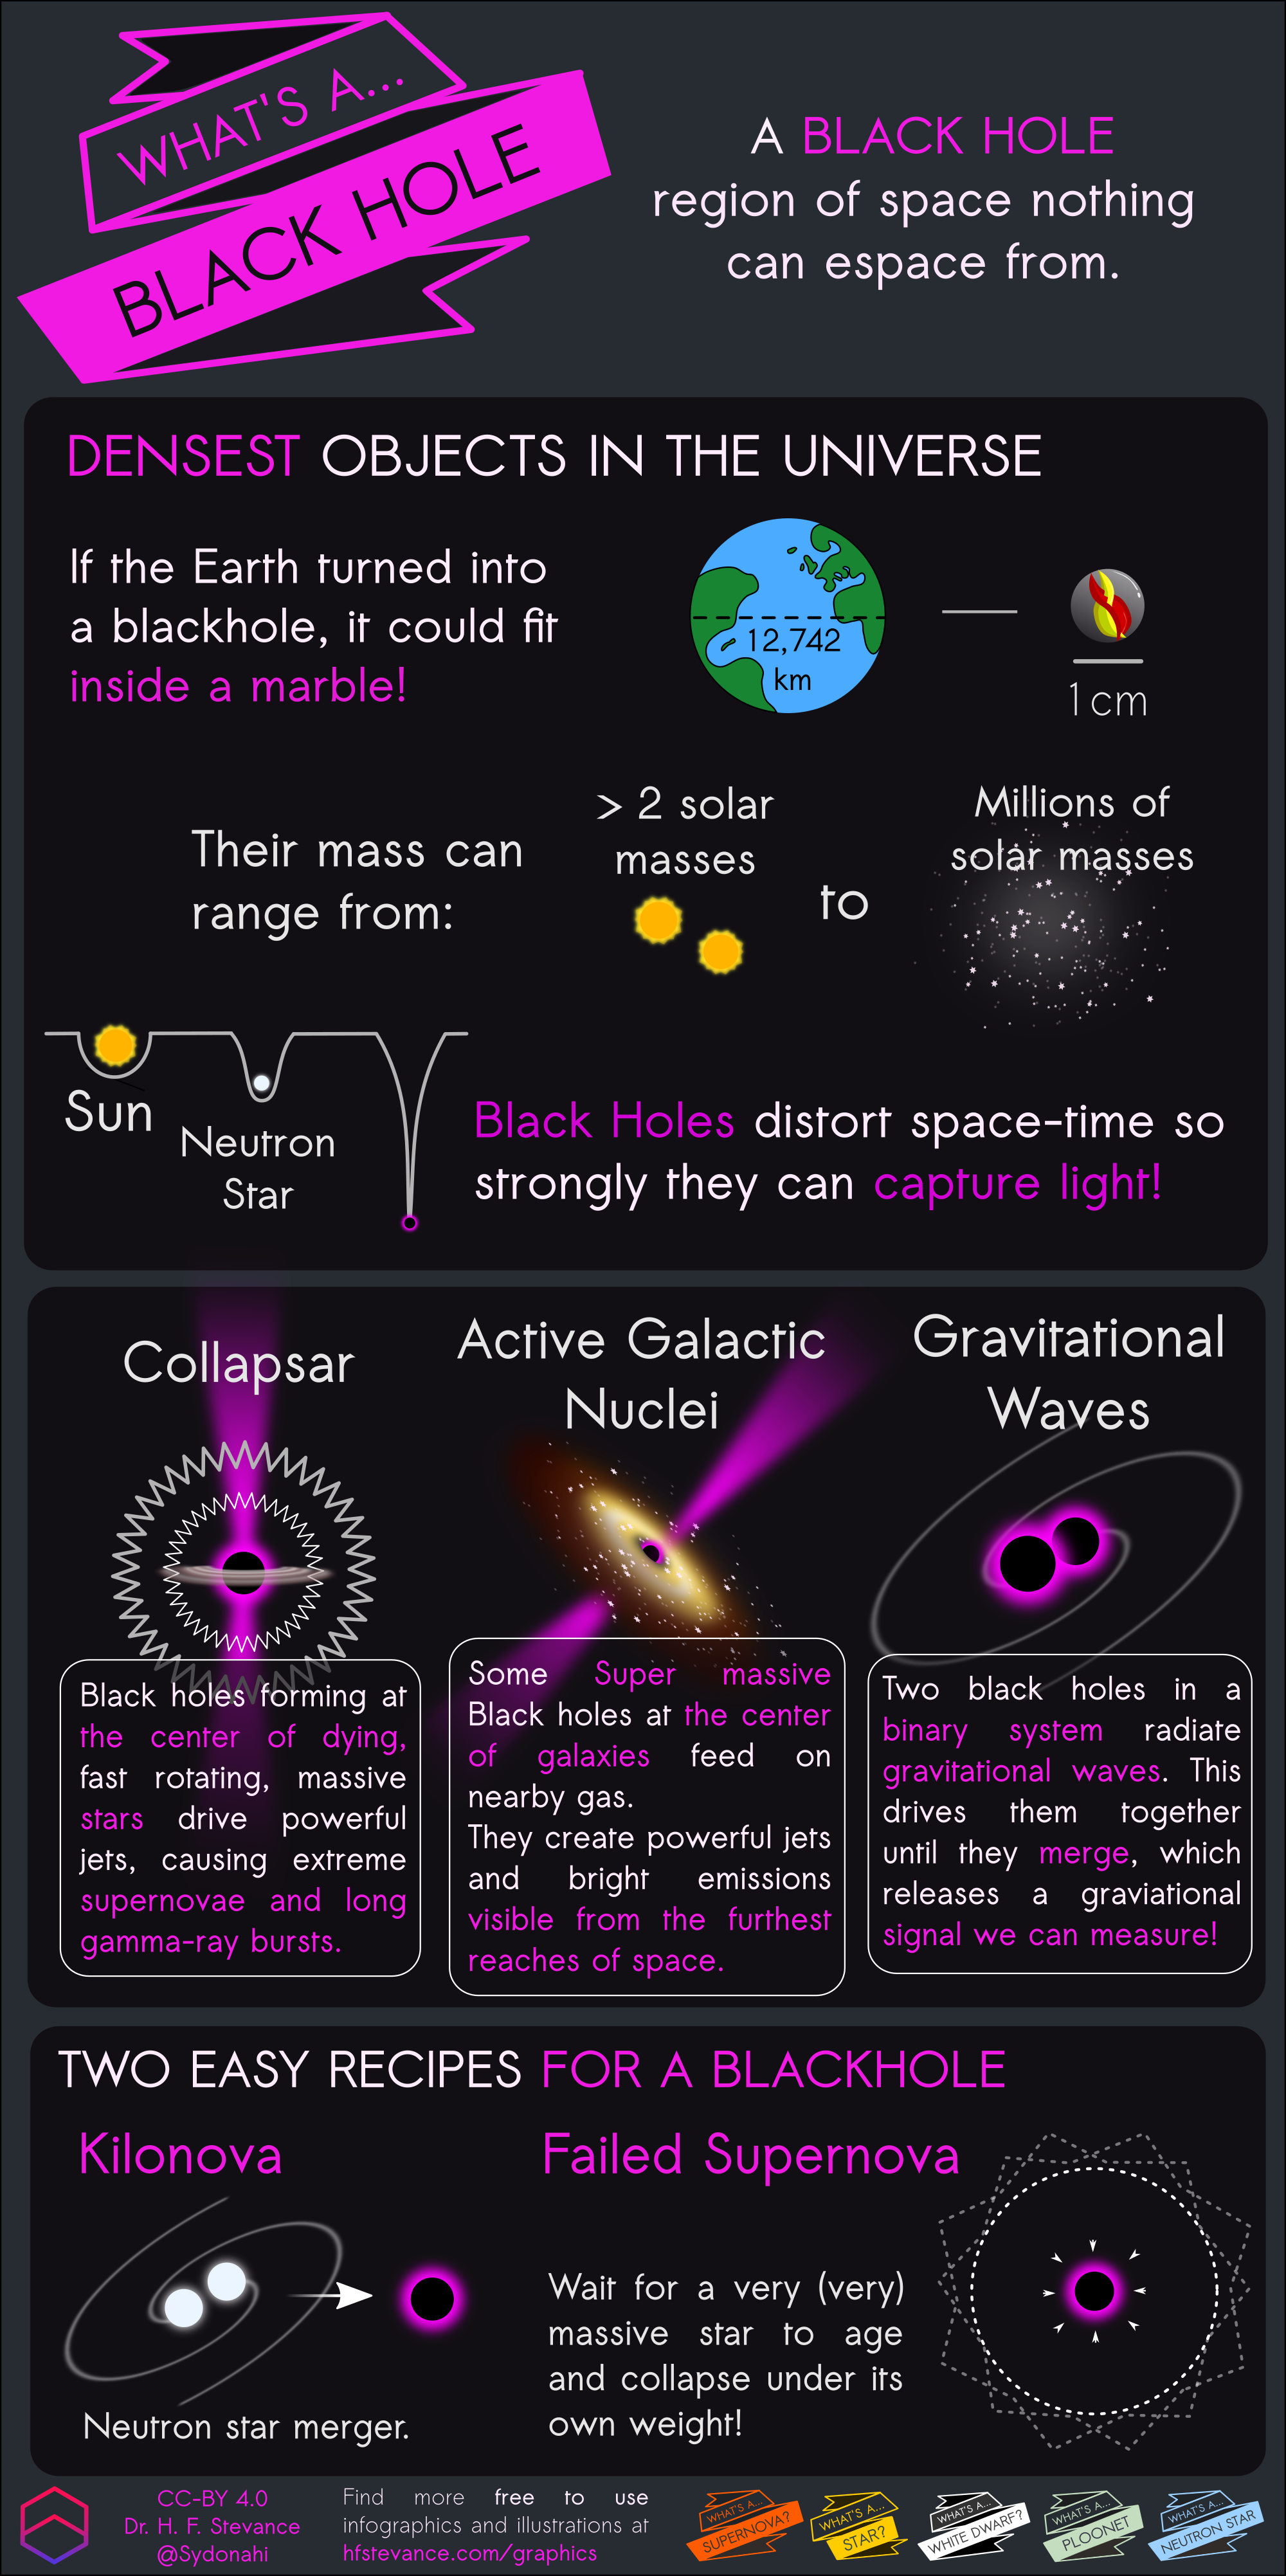 WHAT'S A...
BLACK HOLE
A BLACK HOLE
region of space nothing
can espace from.
DENSEST OBJECTS IN THE UNIVERSE
If the Earth turned into
a blackhole, it could fit
inside a marble!
12,742
km
1 cm
Their mass can
range from:
> 2 solar
masses
to
Millions of
solar masses
Sun
Neutron
Star
Black Holes distort space-time so
strongly they can capture light!
Collapsar
Black holes forming at
the center of dying,
fast rotating, massive
stars drive powerful
jets, causing extreme
supernovae and long
gamma-ray bursts.
Active Galactic
Nuclei
Some Super massive
Black holes at the center
of galaxies feed on
nearby gas.
They create powerful jets
and bright emissions
visible from the furthest
reaches of space.
Gravitational
Waves
Two black holes in a
binary system radiate
gravitational waves. This
drives them together
until they merge, which
releases a graviational
signal we can measure!
TWO EASY RECIPES FOR A BLACKHOLE
Kilonova
Neutron star merger.
Failed Supernova
Wait for a very (very)
massive star to age
and collapse under its
own weight!
CC-BY 4.0
Dr. H. F. Stevance
@Sydonahi
Find more free to use
infographics and illustrations at
hfstevance.com/graphics
WHAT'S A...
SUPERNOVA?
WHAT'S A...
STAR?
WHAT'S A...
WHITE DWARF?
WHAT'S A...
PLOONET
WHAT'S A...
NEUTRON STAR